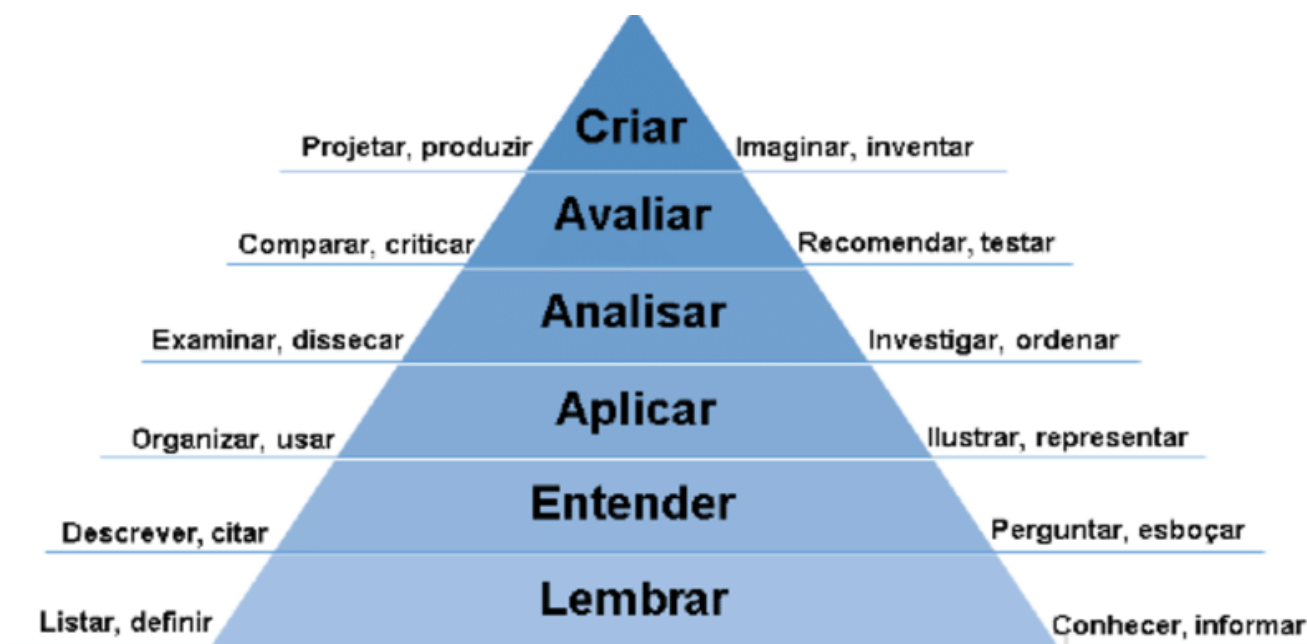 Criar
Projetar, produzir
Imaginar, inventar
Avaliar
Comparar, criticar
Recomendar, testar
Analisar
Examinar, dissecar
Investigar, ordenar
Aplicar
Organizar, usar
Ilustrar, representar
Entender
Descrever, citar
Perguntar, esboçar
Lembrar
Listar, definir
Conhecer, informar